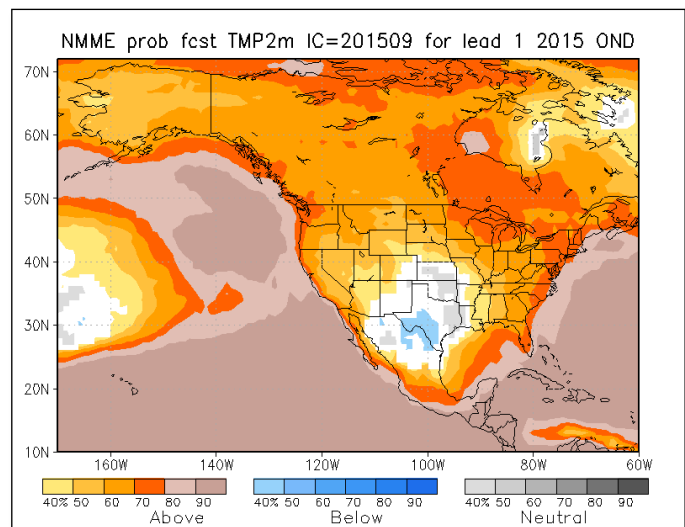 NMME prob fcst TMP2m IC=201509 for lead 1 2015 OND
70N
60N
50N
40N
30N
20N
10N
160W 140W 120W 100W 80W 60W
40% 50 60 70 80 90 40% 50 60 70 80 90 40% 50 60 70 80 90
Above Below Neutral